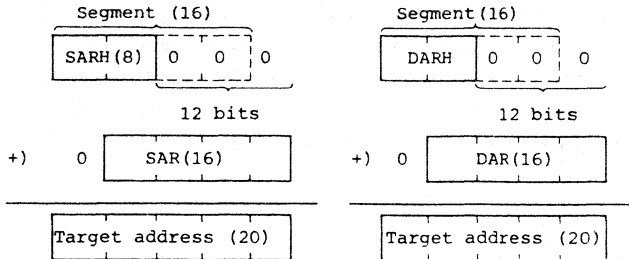 Segment (16) Segment(16)
SARH(8) 0 0 0 DARH 0 0 0
12 bits 12 bits
+) 0 SAR(16) +) 0 DAR(16)
Target address (20) Target address (20)